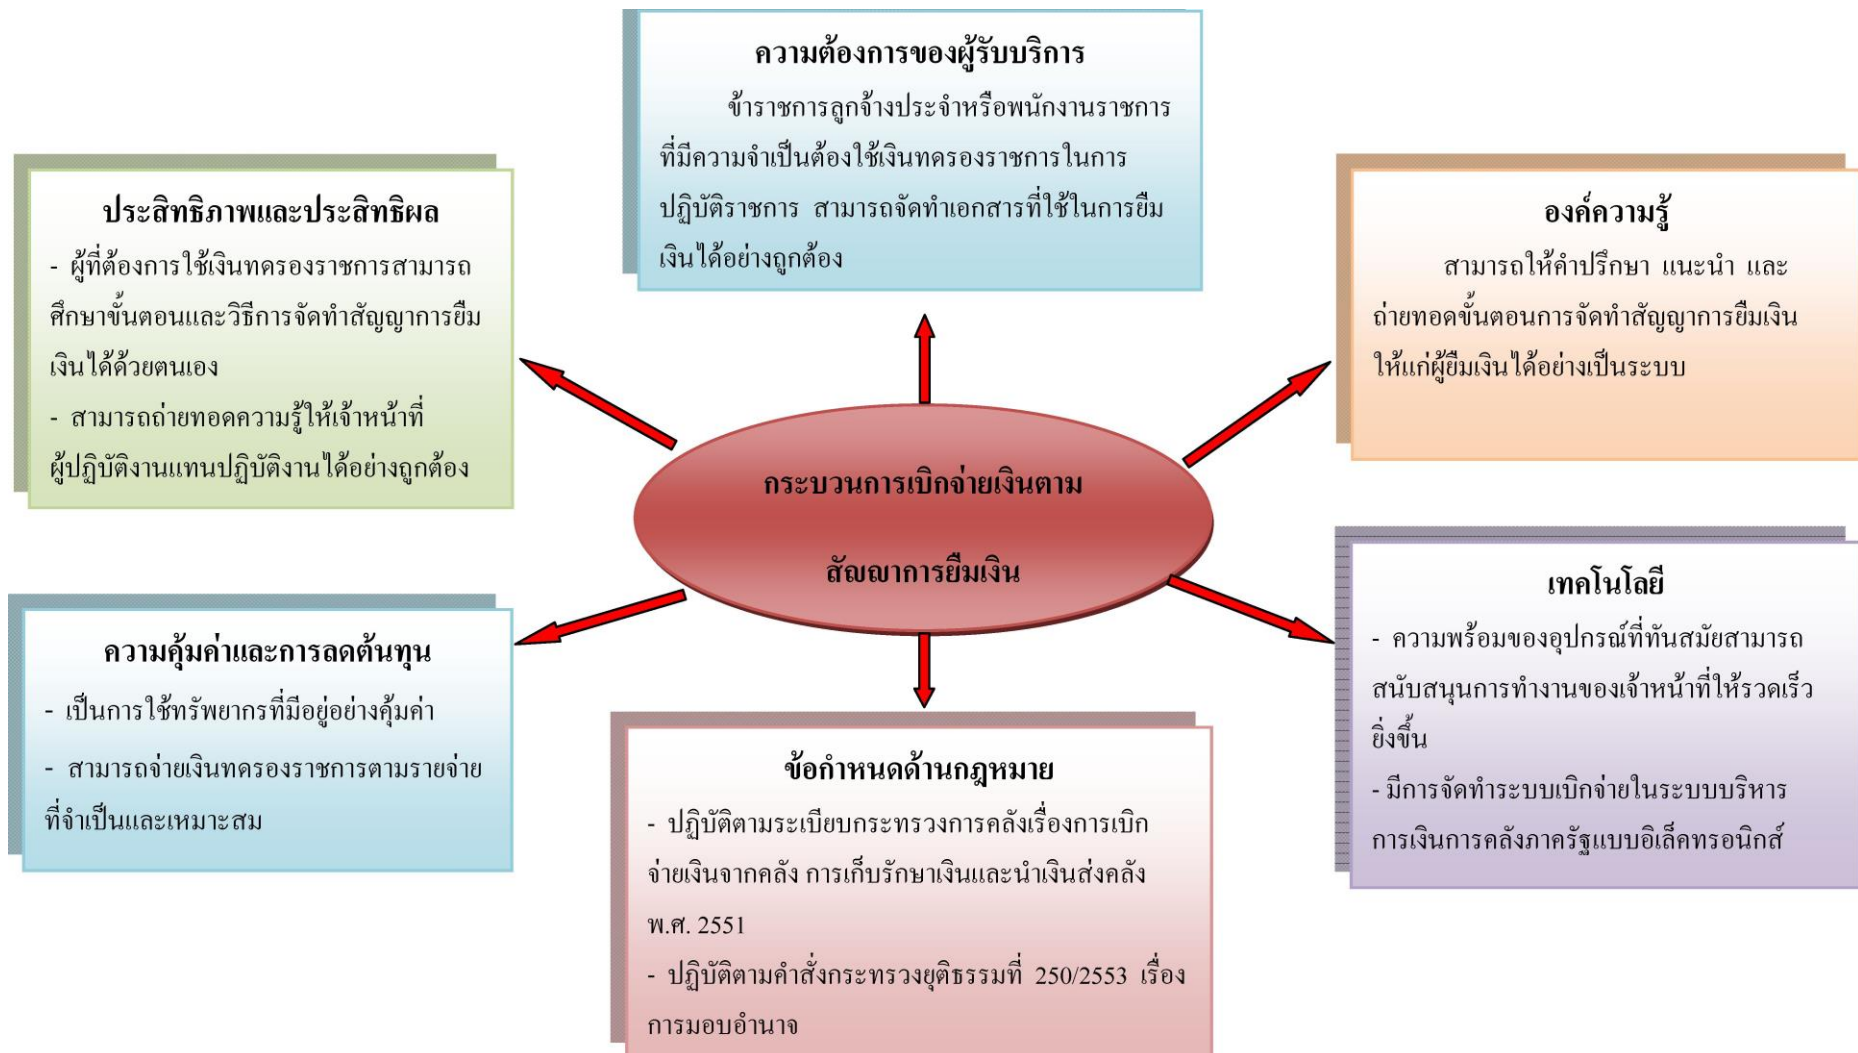 ความต้องการของผู้รับบริการ
ข้าราชการลูกจ้างประจำหรือพนักงานราชการ
ที่มีความจำเป็นต้องใช้เงินทดรองราชการในการ
ปฏิบัติราชการ สามารถจัดทำเอกสารที่ใช้ในการยืม
เงินได้อย่างถูกต้อง
ประสิทธิภาพและประสิทธิผล
- ผู้ที่ต้องการใช้เงินทดรองราชการสามารถ
ศึกษาขั้นตอนและวิธีการจัดทำสัญญาการยืม
เงินได้ด้วยตนเอง
- สามารถถ่ายทอดความรู้ให้เจ้าหน้าที่
ผู้ปฏิบัติงานแทนปฏิบัติงานได้อย่างถูกต้อง
องค์ความรู้
สามารถให้คำปรึกษา แนะนำ และ
ถ่ายทอดขั้นตอนการจัดทำสัญญาการยืมเงิน
ให้แก่ผู้ยืมเงินได้อย่างเป็นระบบ
กระบวนการเบิกจ่ายเงินตาม
สัญญาการยืมเงิน
ความคุ้มค่าและการลดต้นทุน
- เป็นการใช้ทรัพยากรที่มีอยู่อย่างคุ้มค่า
- สามารถจ่ายเงินทดรองราชการตามรายจ่าย
ที่จำเป็นและเหมาะสม
เทคโนโลยี
- ความพร้อมของอุปกรณ์ที่ทันสมัยสามารถ
สนับสนุนการทำงานของเจ้าหน้าที่ให้รวดเร็ว
ยิ่งขึ้น
- มีการจัดทำระบบเบิกจ่ายในระบบบริหาร
การเงินการคลังภาครัฐแบบอิเล็คทรอนิกส์
ข้อกำหนดด้านกฎหมาย
- ปฏิบัติตามระเบียบกระทรวงการคลังเรื่องการเบิก
จ่ายเงินจากคลัง การเก็บรักษาเงินและนำเงินส่งคลัง
พ.ศ. 2551
- ปฏิบัติตามคำสั่งกระทรวงยุติธรรมที่ 250/2553 เรื่อง
การมอบอำนาจ